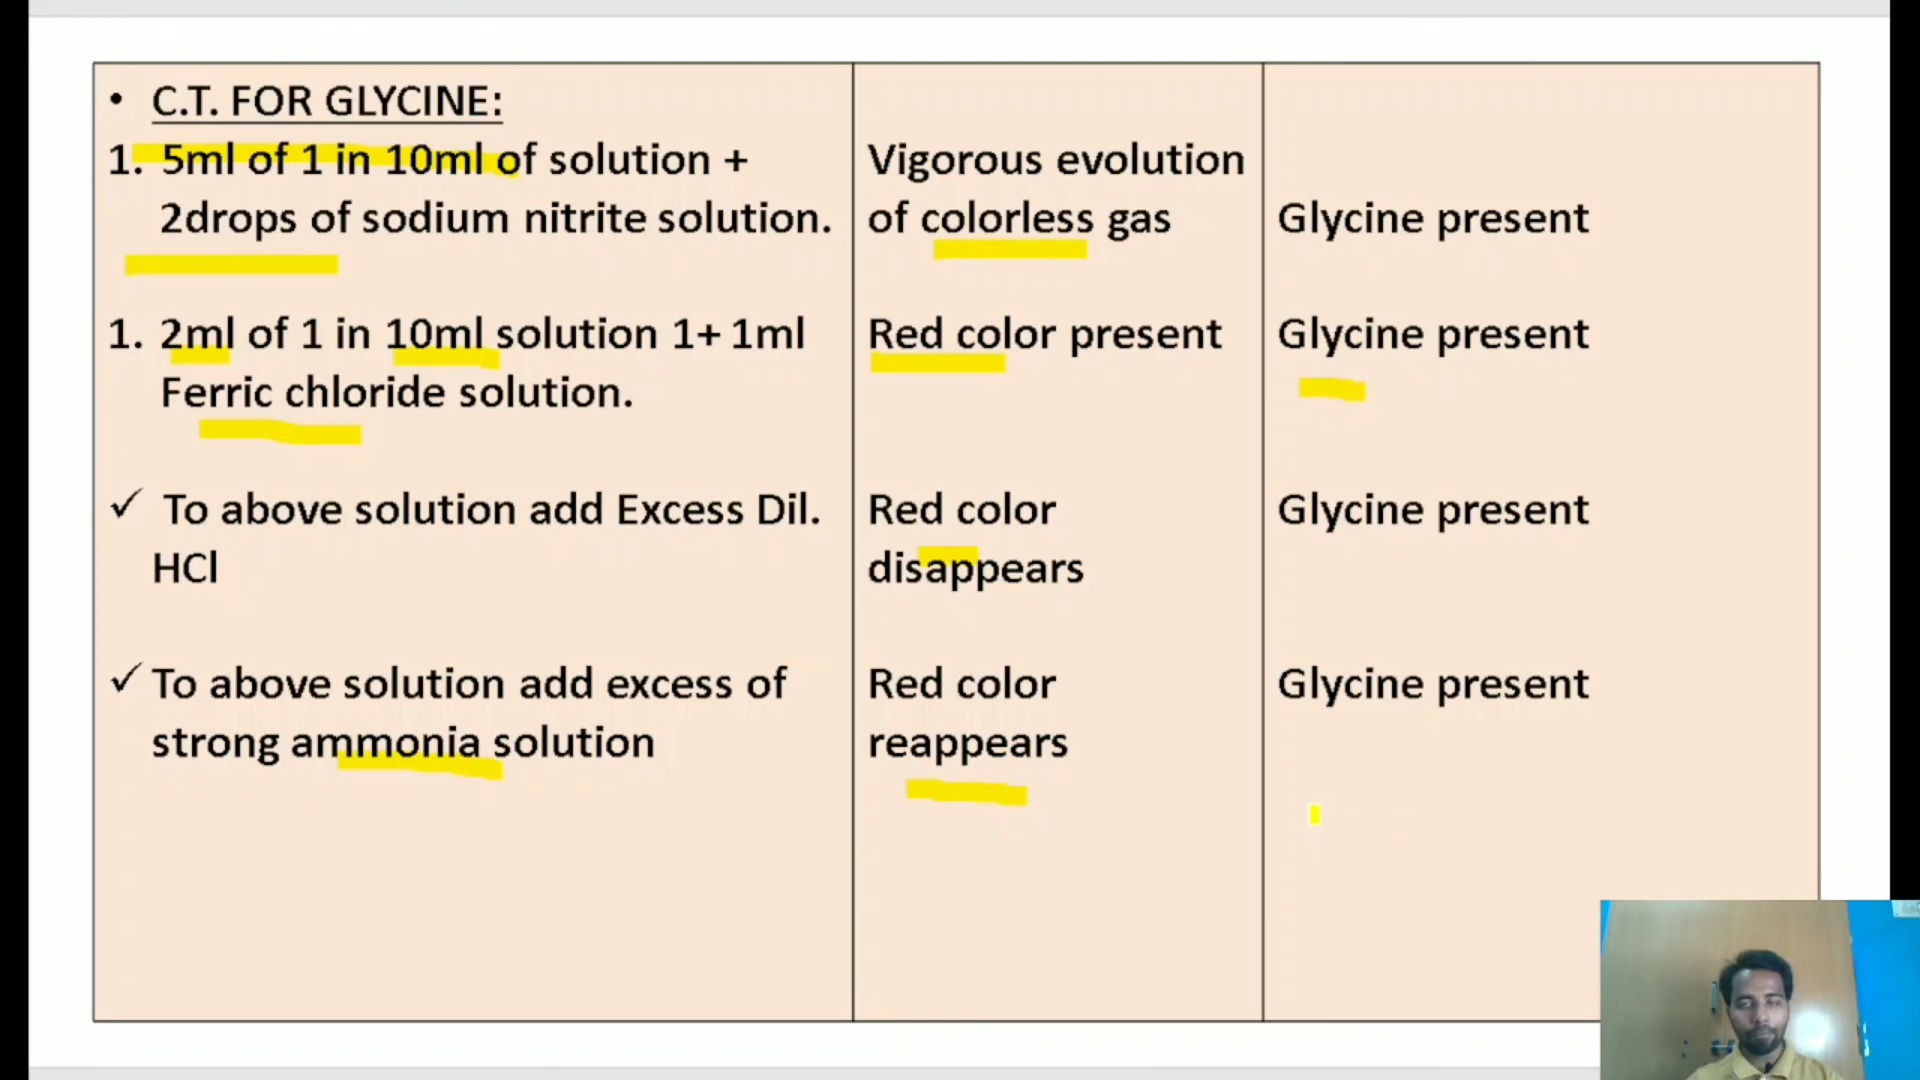 • C.T. FOR GLYCINE:
1. 5ml of 1 in 10ml of solution +
2drops of sodium nitrite solution.
Vigorous evolution
of colorless gas
Glycine present
1. 2ml of 1 in 10ml solution 1+ 1ml
Ferric chloride solution.
Red color present
Glycine present
✓ To above solution add Excess Dil.
HCl
Red color
disappears
Glycine present
✓ To above solution add excess of
strong ammonia solution
Red color
reappears
Glycine present